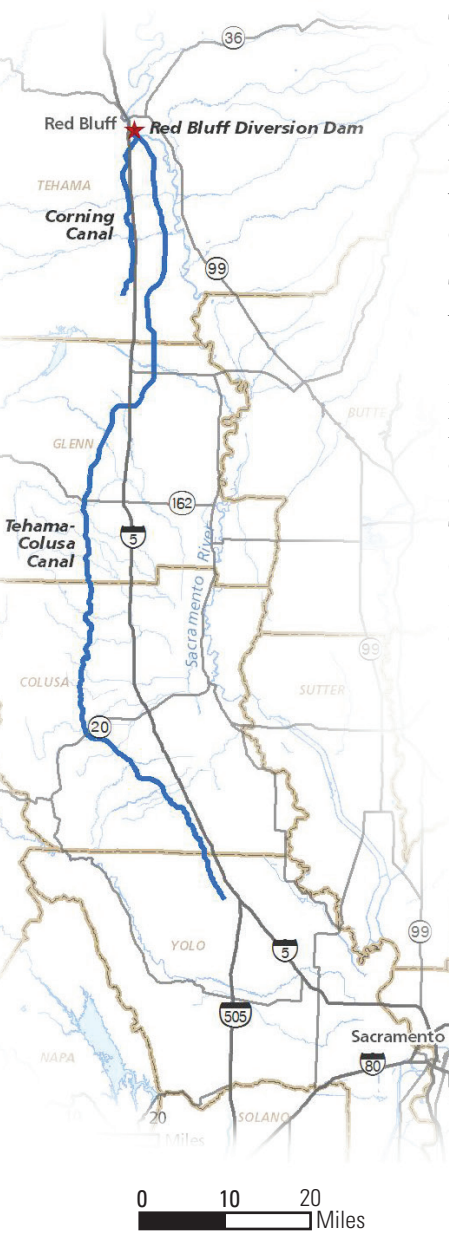 36
Red Bluff
Red Bluff Diversion Dam
TEHAMA
Corning
Canal
99
BUTTE
GLENN
162
Tehama-
Colusa
Canal
5
Sacramento River
99
COLUSA
SUTTER
20
YOLO
5
99
505
Sacramento
80
NAPA
20
SOLANO
Miles
0 10 20
Miles